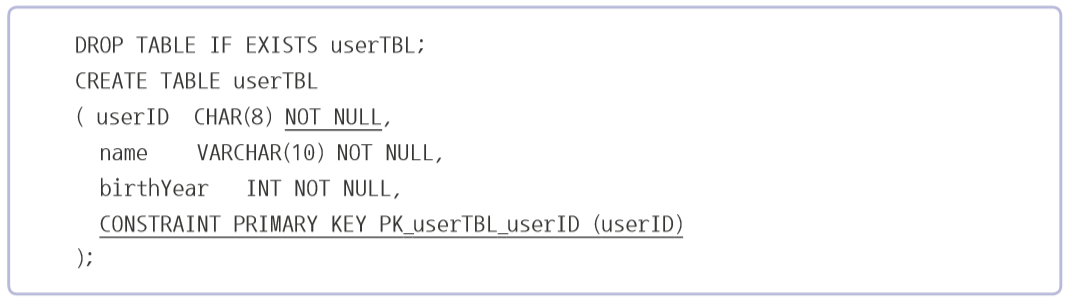 DROP TABLE IF EXISTS userTBL;
CREATE TABLE userTBL
( userID  CHAR(8) NOT NULL,
  name    VARCHAR(10) NOT NULL,
  birthYear   INT NOT NULL,
  CONSTRAINT PRIMARY KEY PK_userTBL_userID (userID)
);